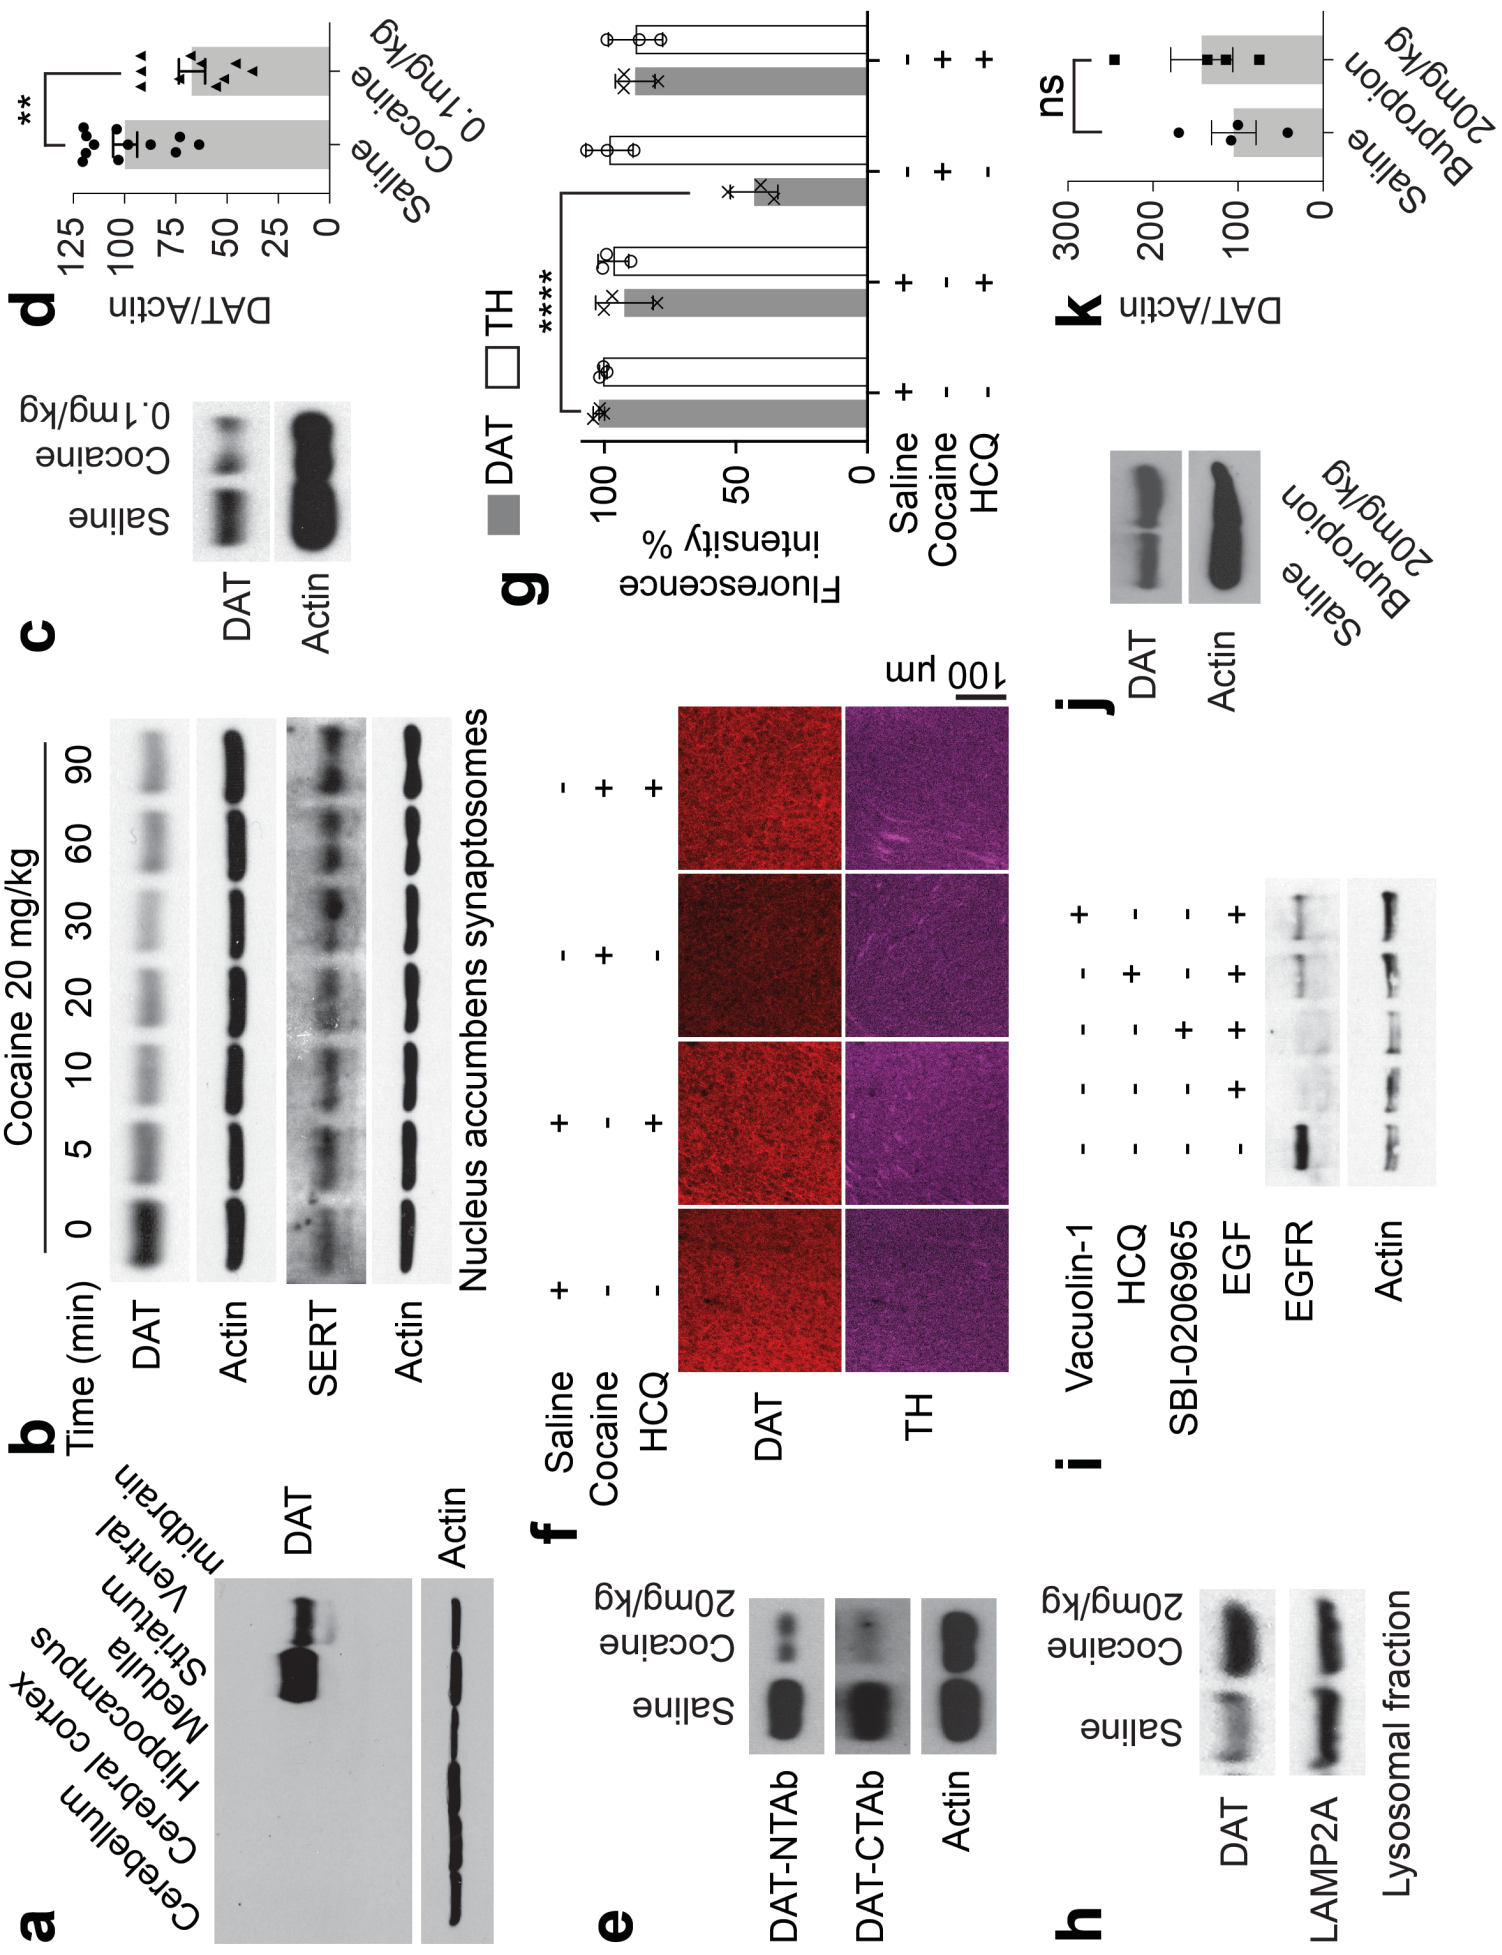 a
Cerebellum
Cerebral cortex
Hippocampus
Medulla
Striatum
Ventral
midbrain
DAT
Actin
b
Cocaine 20 mg/kg
Time (min) 0 5 10 20 30 60 90
DAT
Actin
SERT
Actin
Nucleus accumbens synaptosomes
c
Saline
Cocaine
0.1mg/kg
DAT
Actin
d
**
DAT/Actin
125
100
75
50
25
0
Saline
Cocaine
0.1mg/kg
e
Saline
Cocaine
20mg/kg
DAT-NTAb
DAT-CTAb
Actin
f
Saline + + - -
Cocaine - - + +
HCQ - + - +
DAT
TH
100 µm
g
DAT TH
****
Fluorescence
intensity %
100
50
0
Saline + + - -
Cocaine - - + +
HCQ - + - +
h
Saline
Cocaine
20mg/kg
DAT
LAMP2A
Lysosomal fraction
i
Vacuolin-1 - - - - +
HCQ - - - + -
SBI-0206965 - - + - -
EGF - + + + +
EGFR
Actin
j
DAT
Actin
Saline
Bupropion
20mg/kg
k
ns
DAT/Actin
300
200
100
0
Saline
Bupropion
20mg/kg